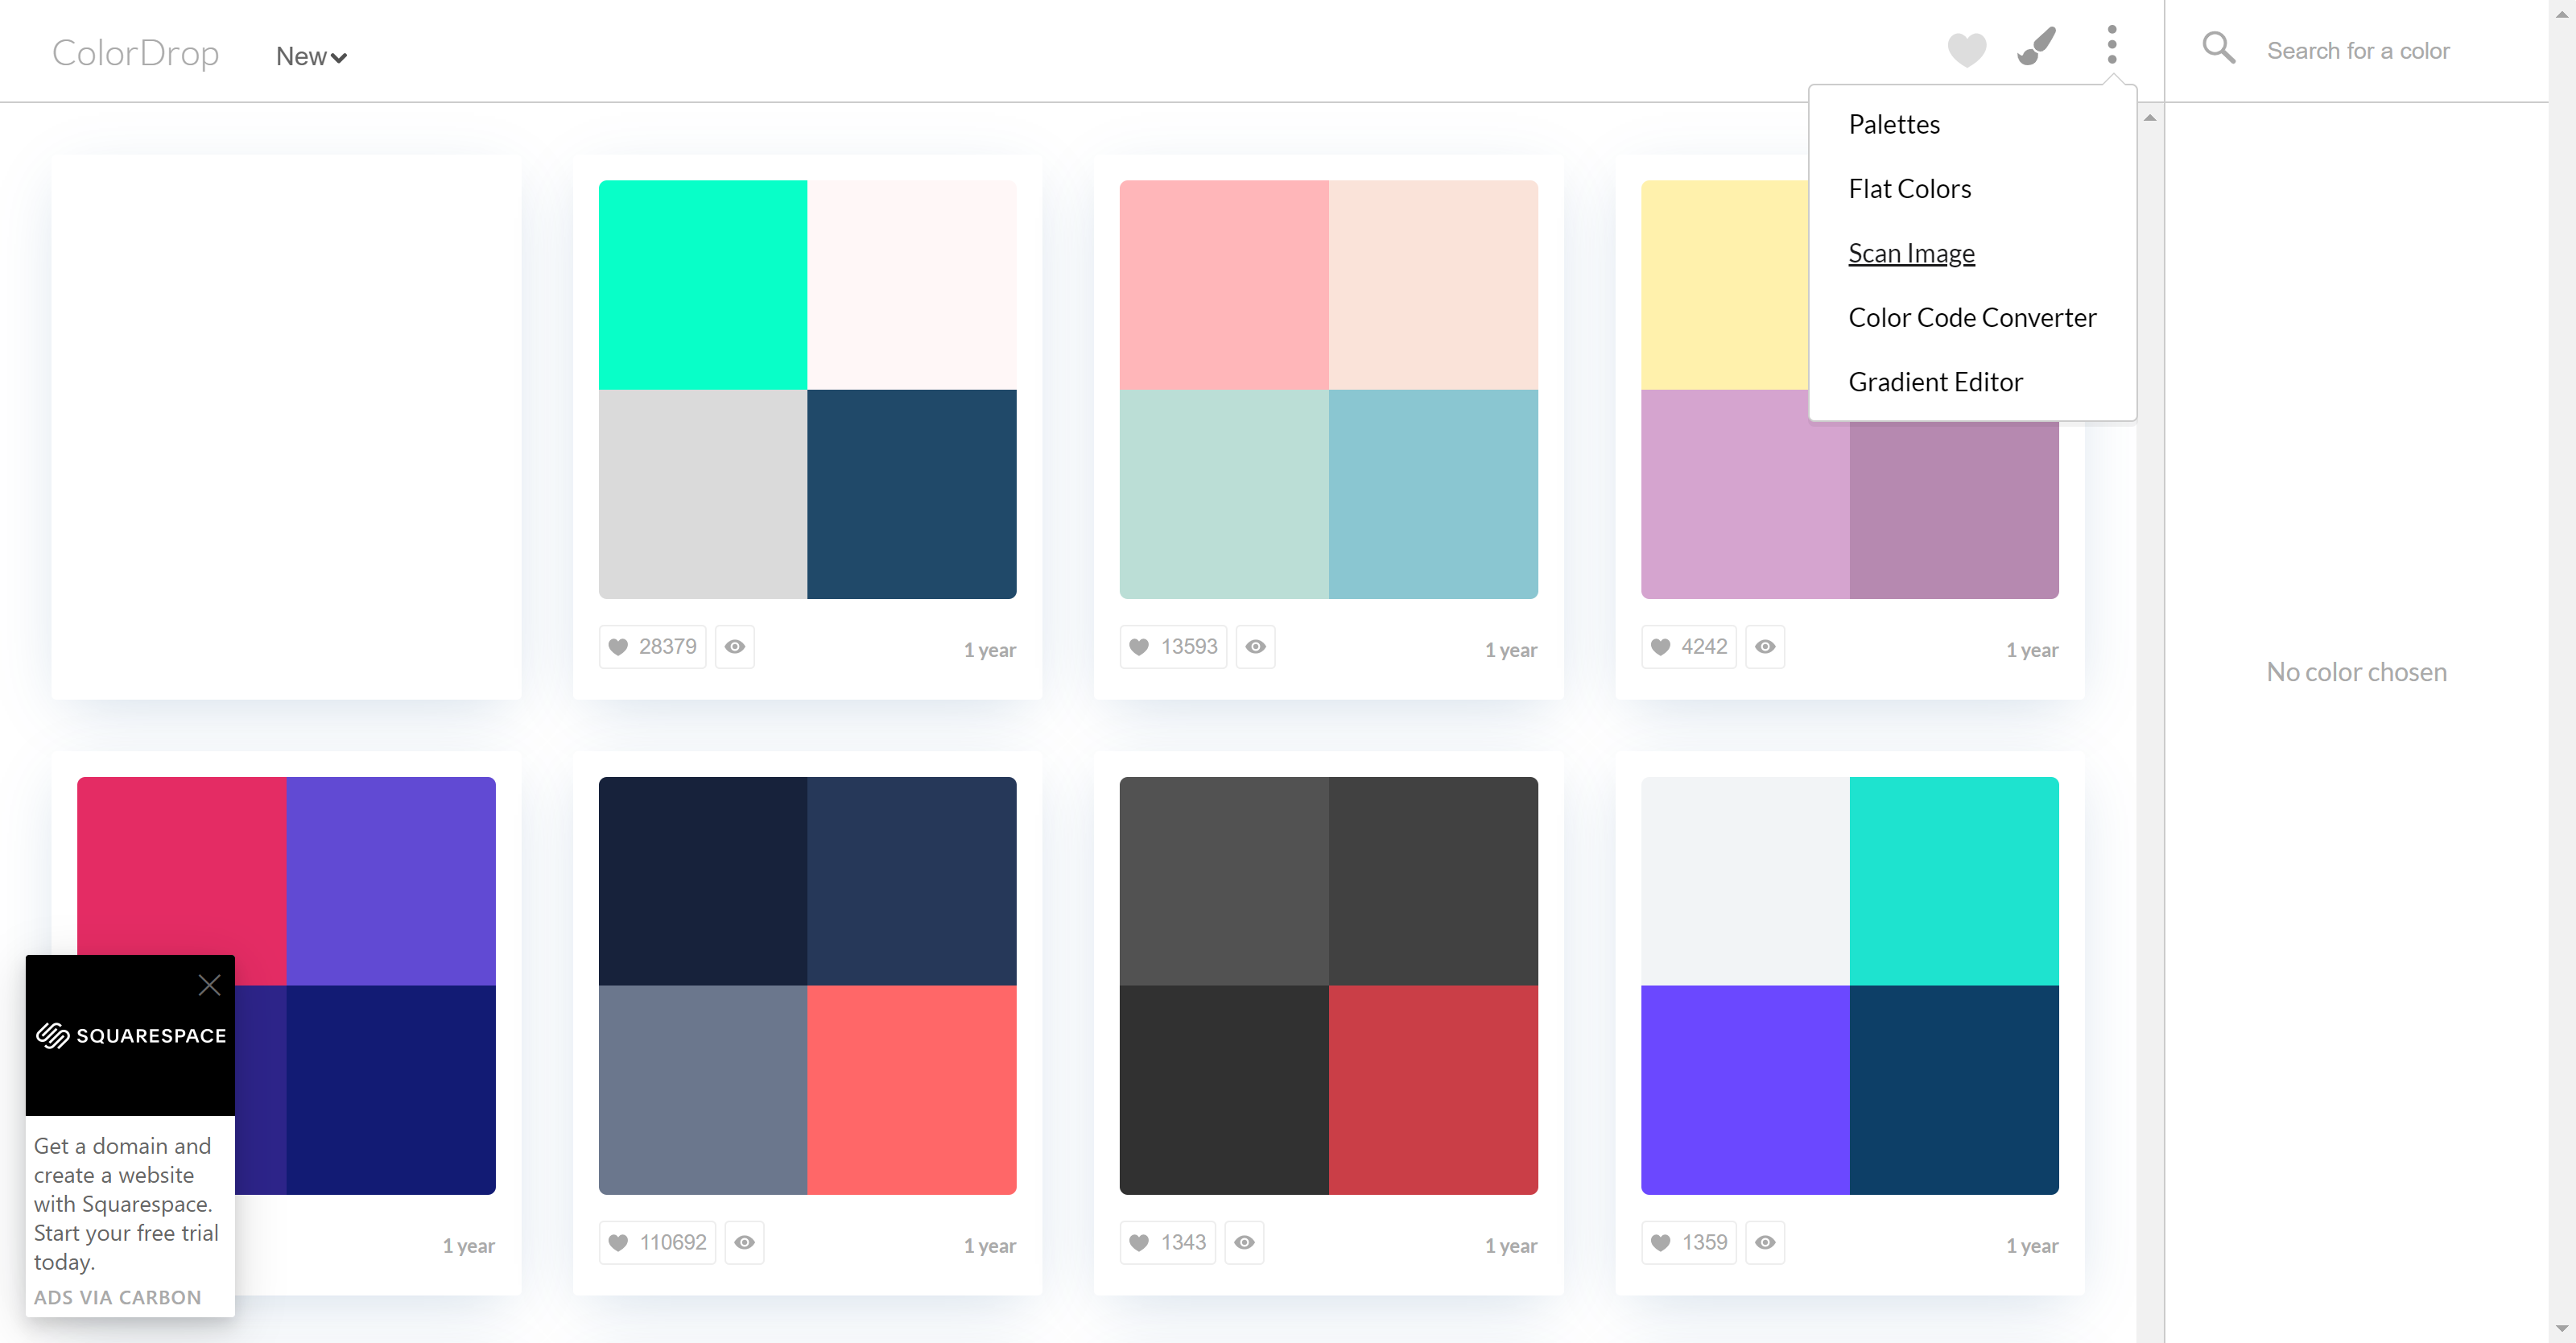 ColorDrop
New
Search for a color
Palettes
Flat Colors
Scan Image
Color Code Converter
Gradient Editor
28379
1 year
13593
1 year
4242
1 year
No color chosen
SQUARESPACE
Get a domain and
create a website
with Squarespace.
Start your free trial
today.
ADS VIA CARBON
1 year
110692
1 year
1343
1 year
1359
1 year